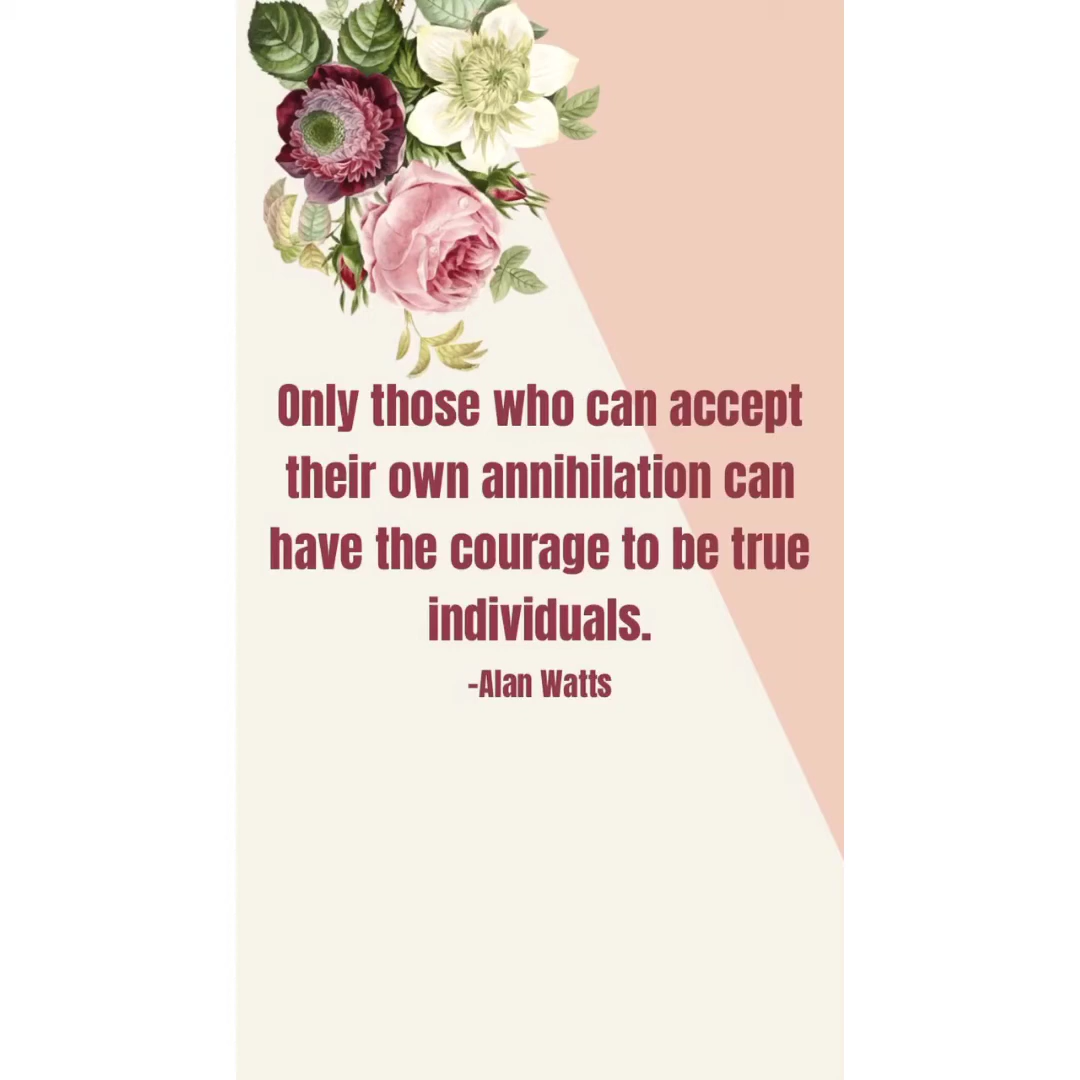 Only those who can accept
their own annihilation can
have the courage to be true
individuals.
-Alan Watts